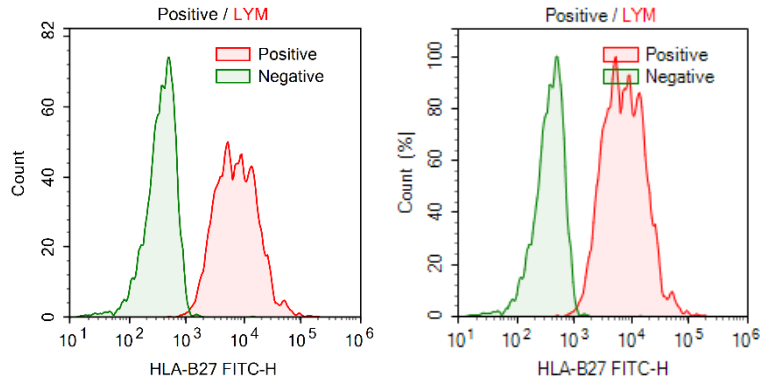 Positive / LYM
82
60
40
20
0
Count
Positive
Negative
10^1 10^2 10^3 10^4 10^5 10^6
HLA-B27 FITC-H
Positive / LYM
100
80
60
40
20
0
Count (%|
Positive
Negative
10^1 10^2 10^3 10^4 10^5 10^6
HLA-B27 FITC-H